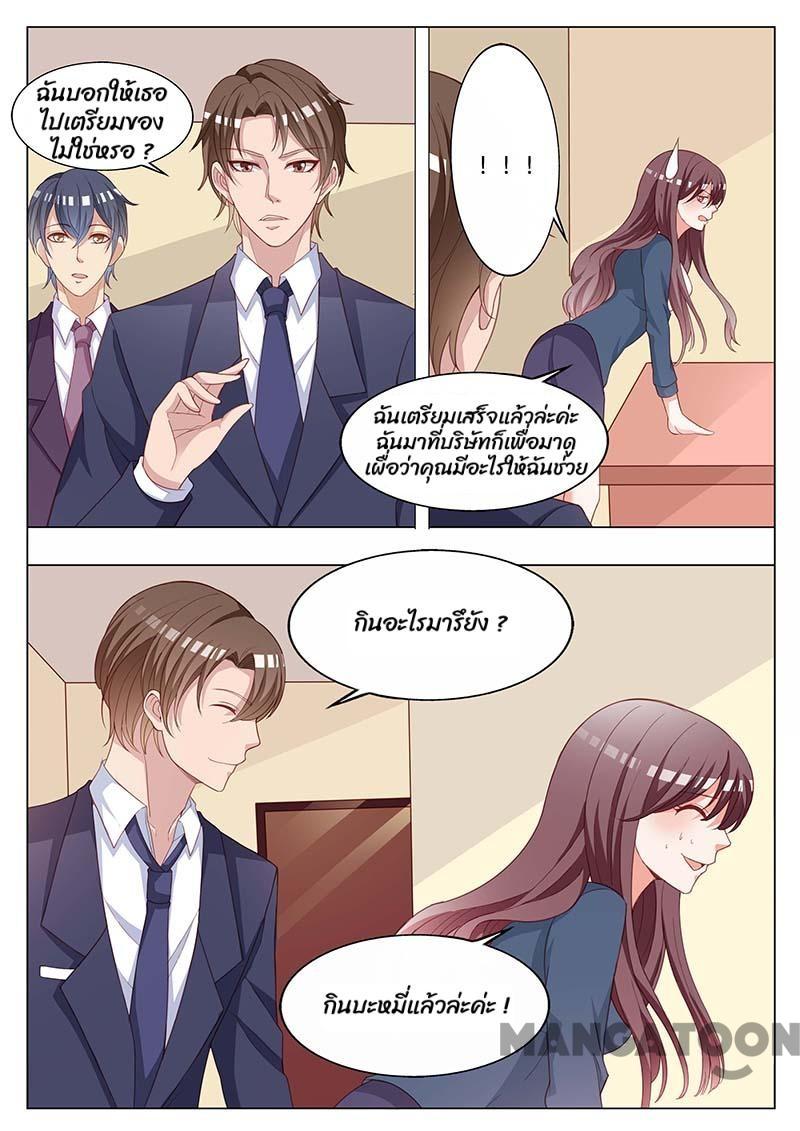 ฉันบอกให้เธอ
ไปเตรียมของ
ไม่ใช่หรอ ?
! ! !
ฉันเตรียมเสร็จแล้วล่ะค่ะ
ฉันมาที่บริษัทก็เพื่อมาดู
เผื่อว่าคุณมีอะไรให้ฉันช่วย
กินอะไรมารึยัง ?
กินบะหมี่แล้วล่ะค่ะ !
MANGATOON